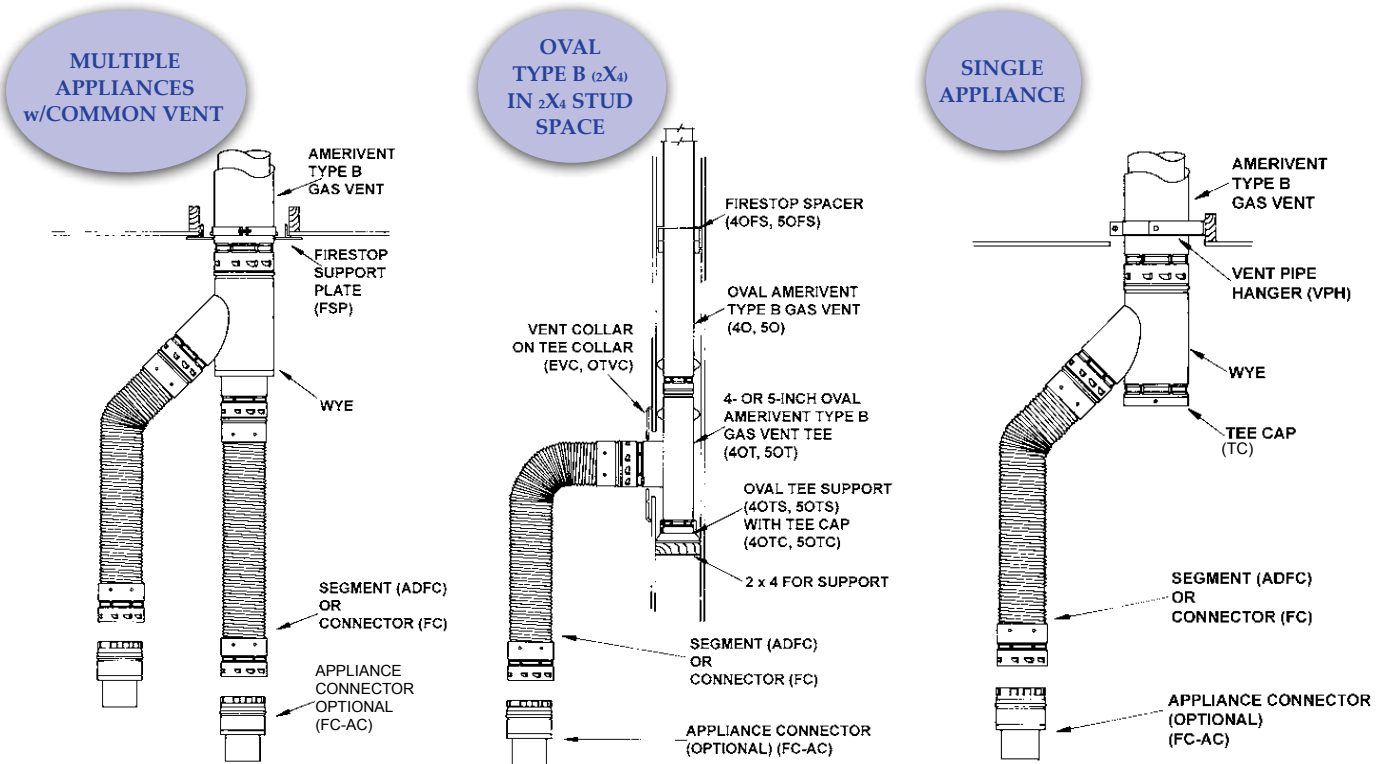 MULTIPLE
APPLIANCES
w/COMMON VENT
AMERIVENT
TYPE B
GAS VENT
FIRESTOP
SUPPORT
PLATE
(FSP)
WYE
SEGMENT (ADFC)
OR
CONNECTOR (FC)
APPLIANCE
CONNECTOR
OPTIONAL
(FC-AC)
OVAL
TYPE B (2X4)
IN 2X4 STUD
SPACE
FIRESTOP SPACER
(4OFS, 5OFS)
OVAL AMERIVENT
TYPE B GAS VENT
(4O, 5O)
VENT COLLAR
ON TEE COLLAR
(EVC, OTVC)
4- OR 5-INCH OVAL
AMERIVENT TYPE B
GAS VENT TEE
(4OT, 5OT)
OVAL TEE SUPPORT
(4OTS, 5OTS)
WITH TEE CAP
(4OTC, 5OTC)
2 x 4 FOR SUPPORT
SEGMENT (ADFC)
OR
CONNECTOR (FC)
APPLIANCE CONNECTOR
(OPTIONAL) (FC-AC)
SINGLE
APPLIANCE
AMERIVENT
TYPE B
GAS VENT
VENT PIPE
HANGER (VPH)
WYE
TEE CAP
(TC)
SEGMENT (ADFC)
OR
CONNECTOR (FC)
APPLIANCE CONNECTOR
(OPTIONAL)
(FC-AC)